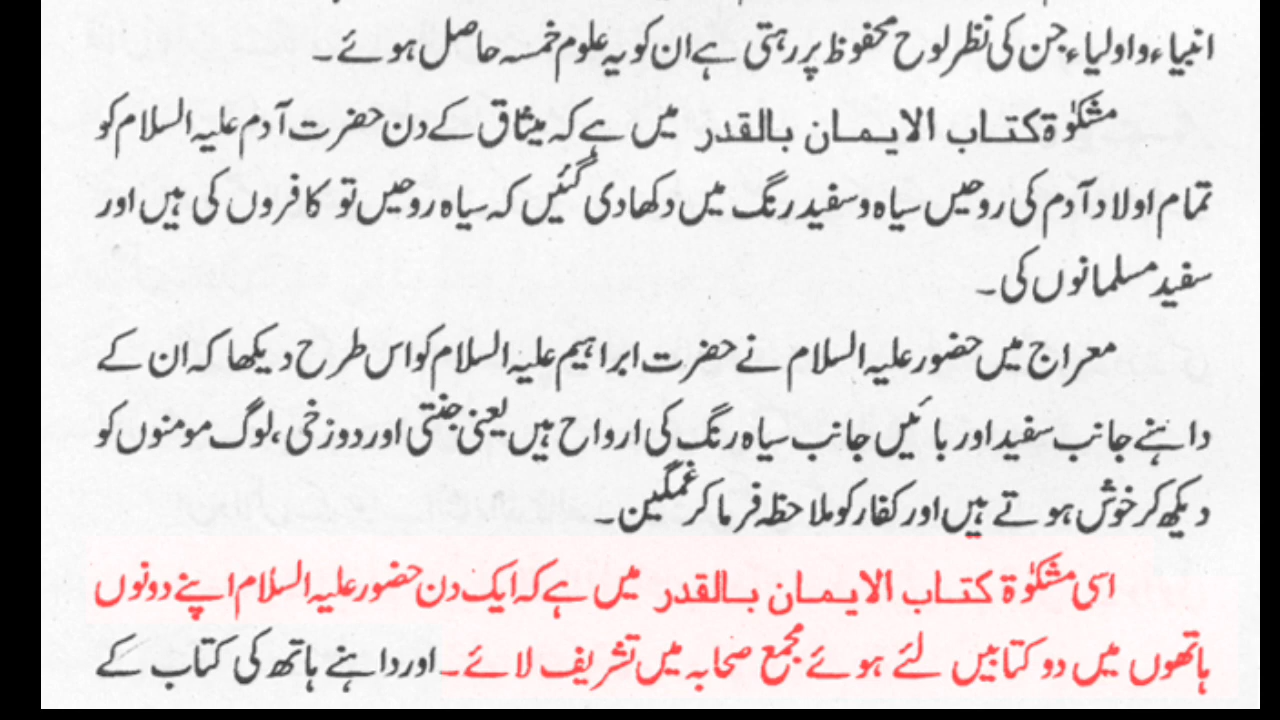 انبیاء و اولیاء جن کی نظر لوح محفوظ پر رہتی ہے ان کو یہ علوم خمسہ حاصل ہوئے۔
مشکوٰۃ کتاب الایمان بالقدر میں ہے کہ میثاق کے دن حضرت آدم علیہ السلام کو
تمام اولاد آدم کی روحیں سیاہ و سفید رنگ میں دکھادی گئیں کہ سیاہ روحیں تو کافروں کی ہیں اور
سفید مسلمانوں کی۔
معراج میں حضور علیہ السلام نے حضرت ابراہیم علیہ السلام کو اس طرح دیکھا کہ ان کے
داہنے جانب سفید اور بائیں جانب سیاہ رنگ کی ارواح ہیں یعنی جنتی اور دوزخی، لوگ مومنوں کو
دیکھ کر خوش ہوتے ہیں اور کفار کو ملاحظہ فرما کر غمگین۔
اسی مشکوٰۃ کتاب الایمان بالقدر میں ہے کہ ایک دن حضور علیہ السلام اپنے دونوں
ہاتھوں میں دو کتابیں لئے ہوئے مجمع صحابہ میں تشریف لائے۔ اور داہنے ہاتھ کی کتاب کے